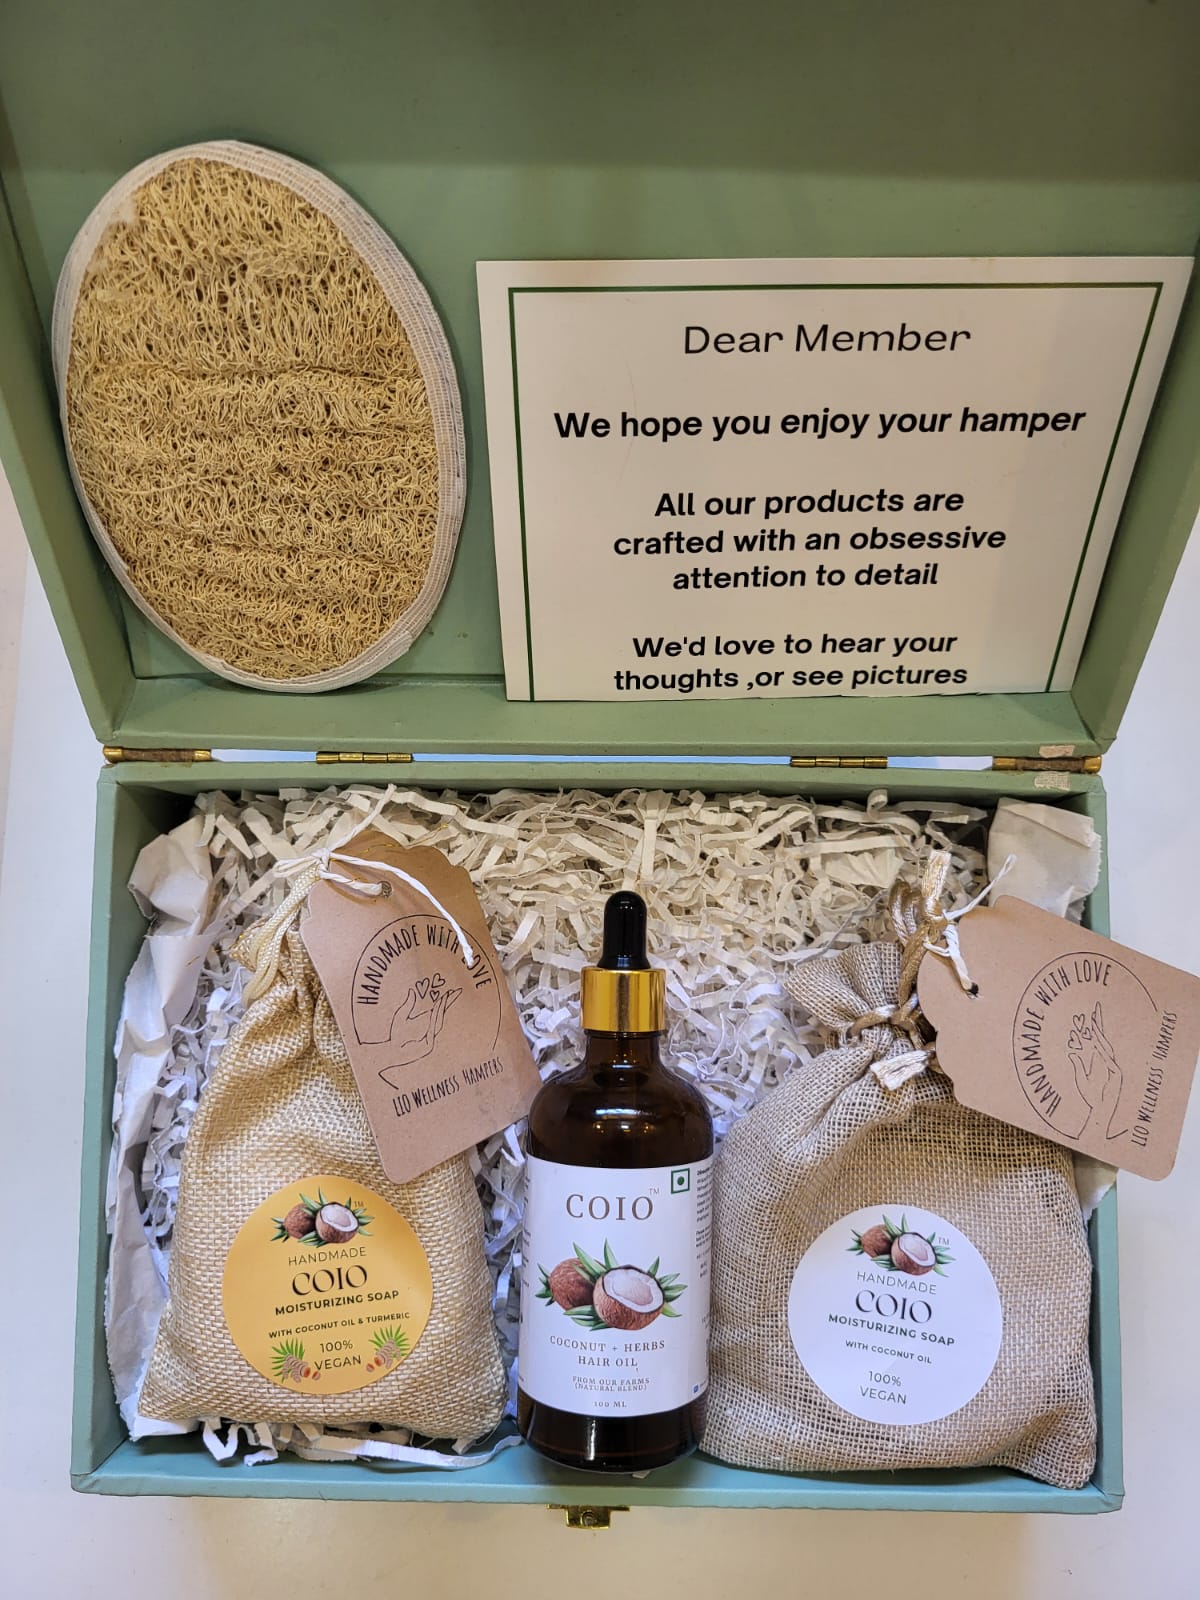 Dear Member
We hope you enjoy your hamper
All our products are
crafted with an obsessive
attention to detail
We'd love to hear your
thoughts ,or see pictures
HANDMADE WITH LOVE
LIO WELLNESS HAMPERS
HANDMADE WITH LOVE
LIO WELLNESS HAMPERS
TM
HANDMADE
COIO
MOISTURIZING SOAP
WITH COCONUT OIL & TURMERIC
100%
VEGAN
COIO TM
COCONUT + HERBS
HAIR OIL
FROM OUR FARMS
(NATURAL BLEND)
100 ML
TM
HANDMADE
COIO
MOISTURIZING SOAP
WITH COCONUT OIL
100%
VEGAN